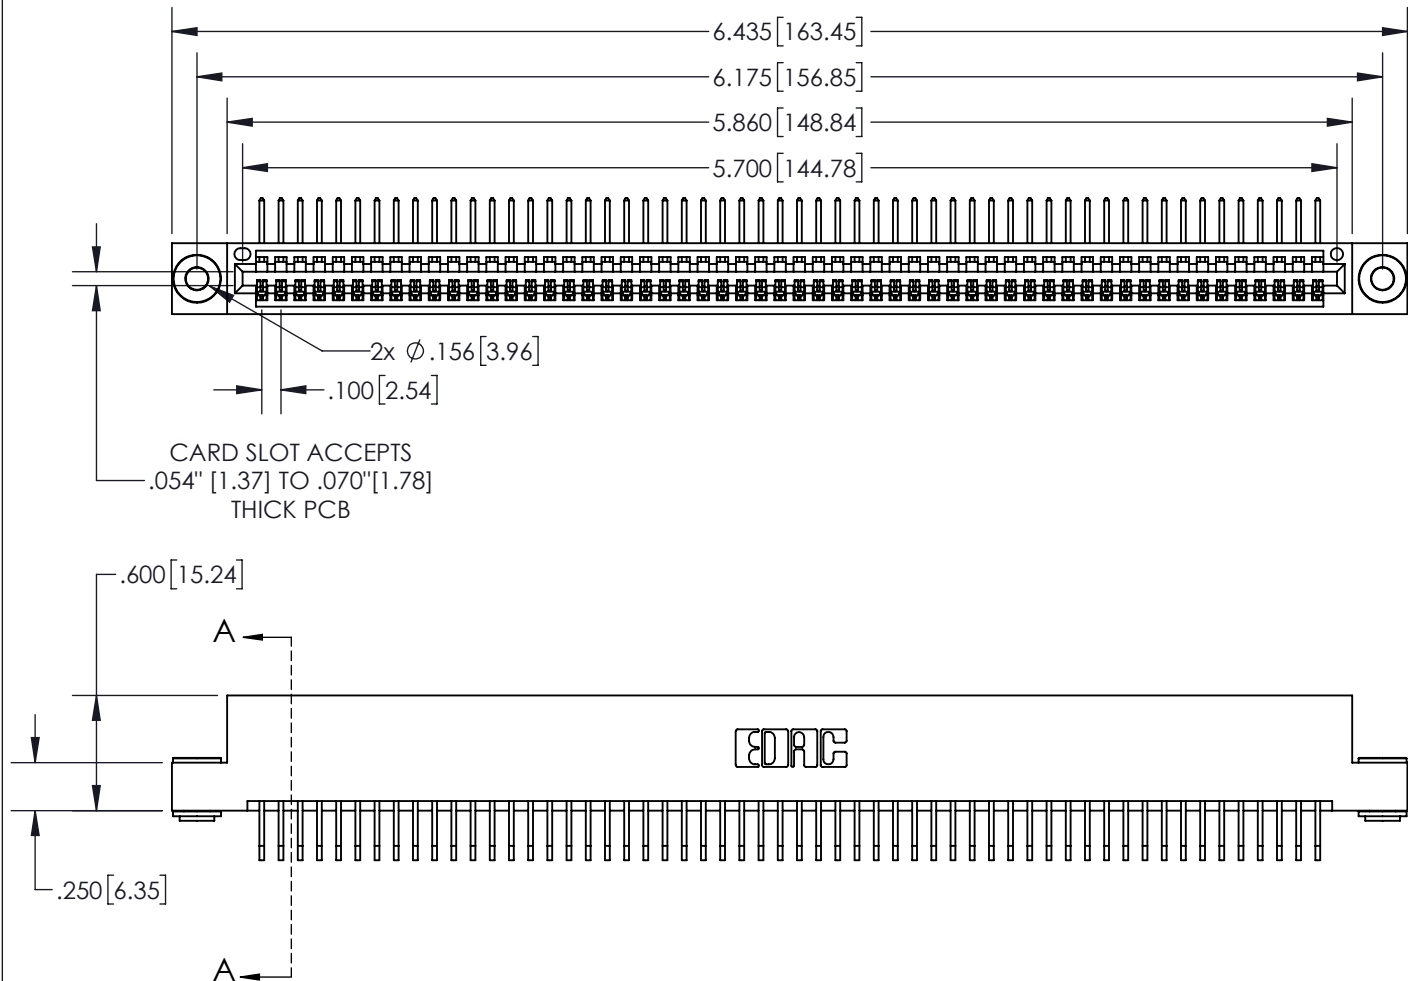 6.435[163.45]
6.175[156.85]
5.860[148.84]
5.700[144.78]
2x Ø.156[3.96]
.100[2.54]
CARD SLOT ACCEPTS
.054" [1.37] TO .070"[1.78]
THICK PCB
.600[15.24]
A
EDAC
.250[6.35]
A